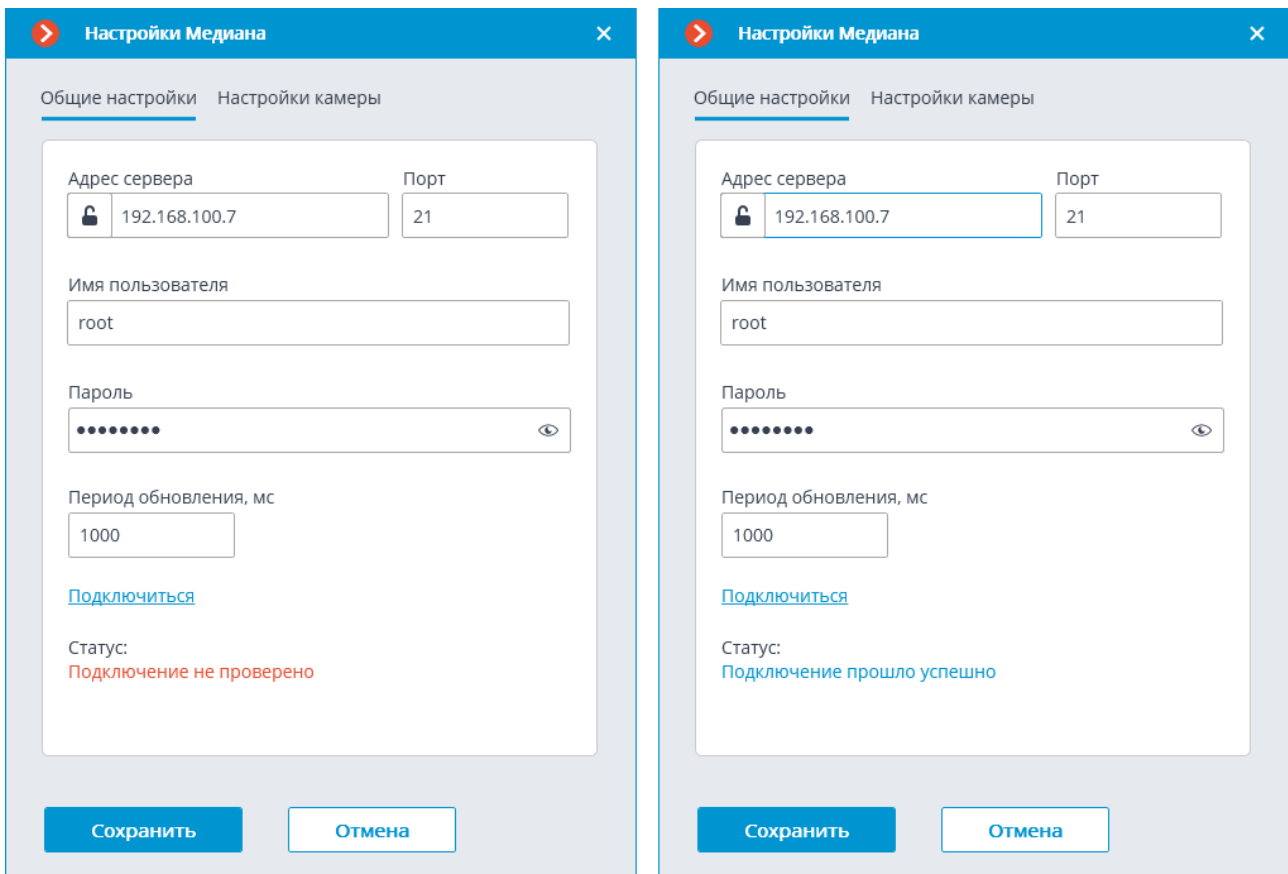 Настройки Медиана
Общие настройки Настройки камеры
Адрес сервера Порт
192.168.100.7 21
Имя пользователя
root
Пароль
••••••••
Период обновления, мс
1000
Подключиться
Статус:
Подключение не проверено
Сохранить Отмена
Настройки Медиана
Общие настройки Настройки камеры
Адрес сервера Порт
192.168.100.7 21
Имя пользователя
root
Пароль
••••••••
Период обновления, мс
1000
Подключиться
Статус:
Подключение прошло успешно
Сохранить Отмена